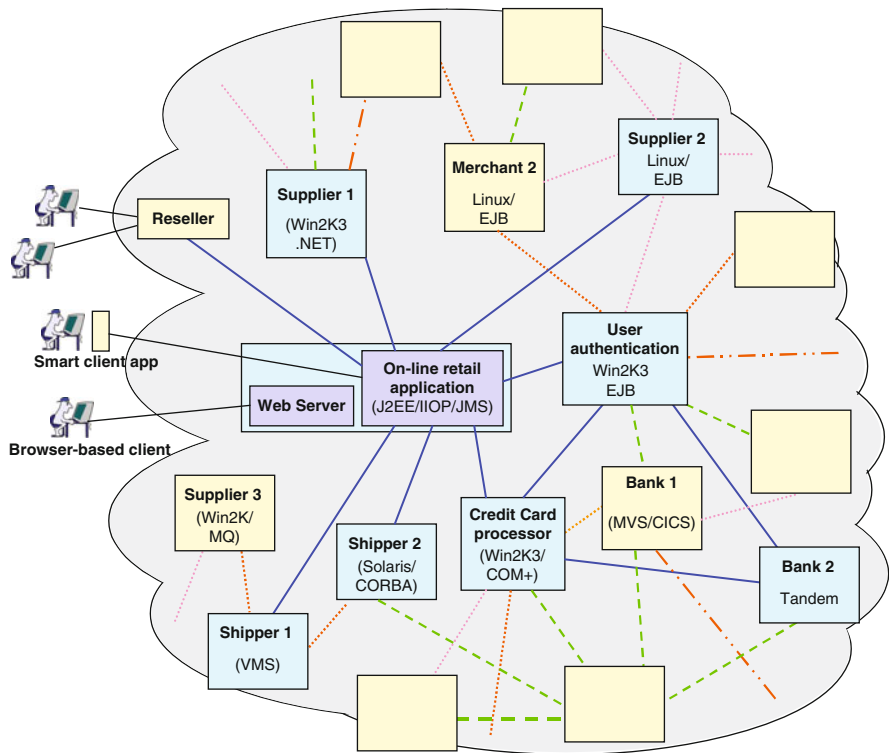 Supplier 2
Linux/
EJB
Merchant 2
Linux/
EJB
Supplier 1
(Win2K3
.NET)
Reseller
User
authentication
Win2K3
EJB
Smart client app
On-line retail
application
(J2EE/IIOP/JMS)
Web Server
Browser-based client
Supplier 3
(Win2K/
MQ)
Bank 1
(MVS/CICS)
Credit Card
processor
(Win2K3/
COM+)
Shipper 2
(Solaris/
CORBA)
Bank 2
Tandem
Shipper 1
(VMS)